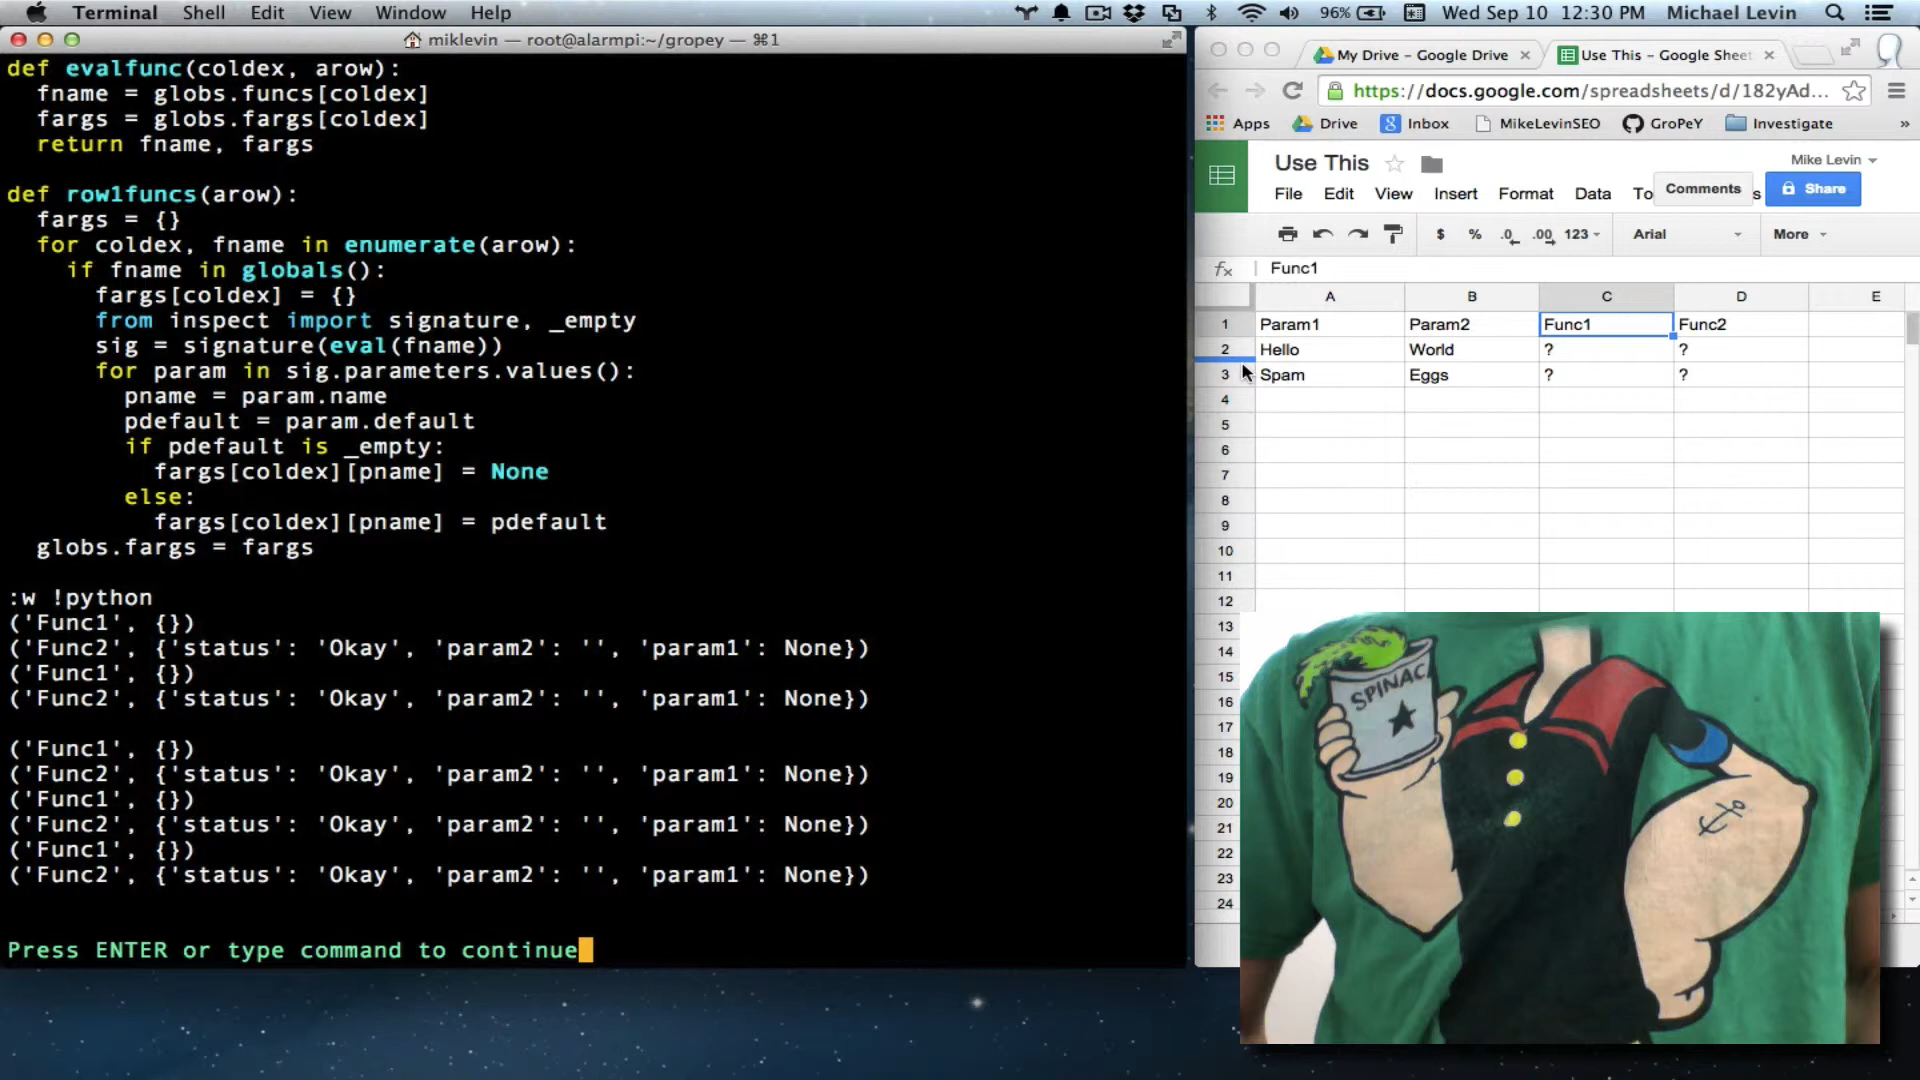 Terminal Shell Edit View Window Help 96% Wed Sep 10 12:30 PM Michael Levin
miklevin — root@alarmpi:~/gropey — ⌘1
def evalfunc(coldex, arow):
fname = globs.funcs[coldex]
fargs = globs.fargs[coldex]
return fname, fargs
def row1funcs(arow):
fargs = {}
for coldex, fname in enumerate(arow):
if fname in globals():
fargs[coldex] = {}
from inspect import signature, _empty
sig = signature(eval(fname))
for param in sig.parameters.values():
pname = param.name
pdefault = param.default
if pdefault is _empty:
fargs[coldex][pname] = None
else:
fargs[coldex][pname] = pdefault
globs.fargs = fargs
:w !python
('Func1', {})
('Func2', {'status': 'Okay', 'param2': '', 'param1': None})
('Func1', {})
('Func2', {'status': 'Okay', 'param2': '', 'param1': None})
('Func1', {})
('Func2', {'status': 'Okay', 'param2': '', 'param1': None})
('Func1', {})
('Func2', {'status': 'Okay', 'param2': '', 'param1': None})
('Func1', {})
('Func2', {'status': 'Okay', 'param2': '', 'param1': None})
Press ENTER or type command to continue
My Drive – Google Drive × Use This – Google Sheet ×
https://docs.google.com/spreadsheets/d/182yAd...
Apps Drive 8 Inbox MikeLevinSEO GroPeY Investigate »
Use This Mike Levin
File Edit View Insert Format Data To Comments s Share
$ % .0 .00 123 Arial More
fx Func1
A B C D E
1 Param1 Param2 Func1 Func2
2 Hello World ? ?
3 Spam Eggs ? ?
4
5
6
7
8
9
10
11
12
13
14
15
16
17
18
19
20
21
22
23
24
SPINAC